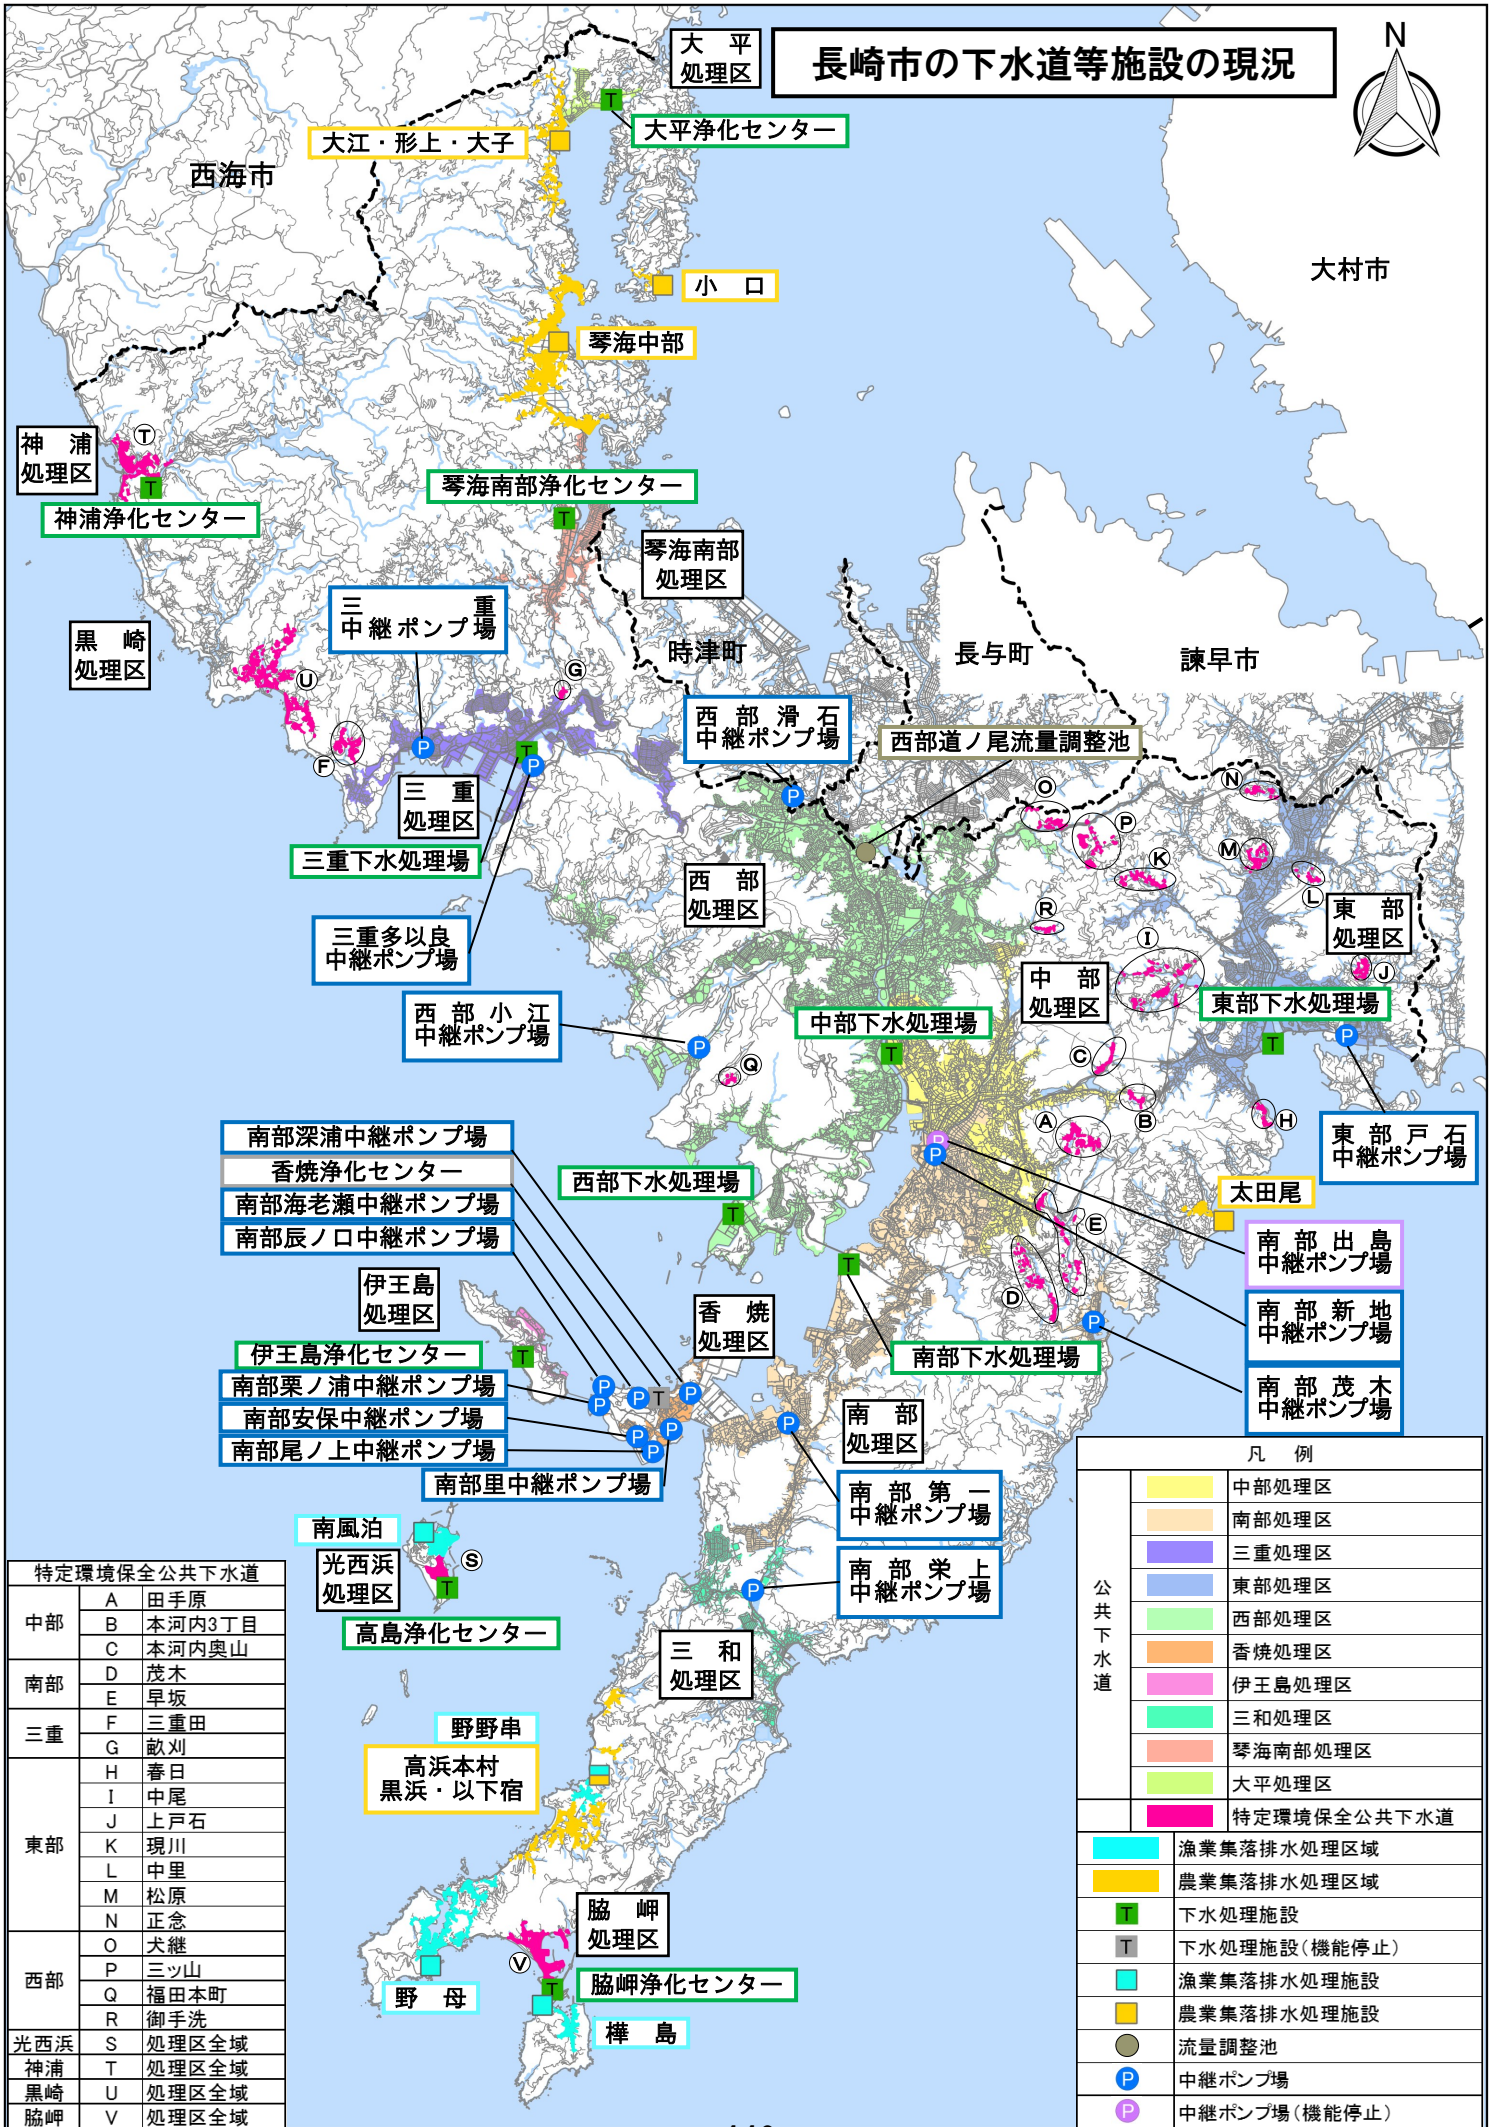 長崎市の下水道等施設の現況
N
大　平
処理区
T
大平浄化センター
大江・形上・大子
西海市
大村市
小　口
琴海中部
神　浦
処理区
Ⓣ
T
神浦浄化センター
琴海南部浄化センター
T
琴海南部
処理区
三　重
中継ポンプ場
黒　崎
処理区
Ⓤ
Ⓖ
時津町
長与町
諫早市
西部滑石
中継ポンプ場
西部道ノ尾流量調整池
Ⓕ
P
T
P
P
三　重
処理区
三重下水処理場
Ⓞ
Ⓟ
Ⓝ
Ⓚ
Ⓜ
Ⓛ
西　部
処理区
Ⓡ
東　部
処理区
三重多以良
中継ポンプ場
Ⓘ
中　部
処理区
Ⓙ
東部下水処理場
西部小江
中継ポンプ場
中部下水処理場
P
T
T
P
Ⓠ
Ⓒ
Ⓐ
Ⓑ
Ⓗ
南部深浦中継ポンプ場
香焼浄化センター
南部海老瀬中継ポンプ場
南部辰ノ口中継ポンプ場
P
P
東部戸石
中継ポンプ場
西部下水処理場
T
太田尾
Ⓔ
Ⓓ
南部出島
中継ポンプ場
伊王島
処理区
T
香　焼
処理区
P
南部新地
中継ポンプ場
伊王島浄化センター
T
南部下水処理場
南部栗ノ浦中継ポンプ場
南部安保中継ポンプ場
南部尾ノ上中継ポンプ場
南部里中継ポンプ場
P
P
P
T
P
P
P
P
P
南　部
処理区
南部茂木
中継ポンプ場
南部第一
中継ポンプ場
南風泊
光西浜
処理区
Ⓢ
T
高島浄化センター
P
南部栄上
中継ポンプ場
三　和
処理区
野野串
高浜本村
黒浜・以下宿
脇　岬
処理区
Ⓥ
T
脇岬浄化センター
野　母
樺　島
特定環境保全公共下水道
中部 A 田手原
B 本河内3丁目
C 本河内奥山
南部 D 茂木
E 早坂
三重 F 三重田
G 畝刈
東部 H 春日
I 中尾
J 上戸石
K 現川
L 中里
M 松原
N 正念
西部 O 犬継
P 三ッ山
Q 福田本町
R 御手洗
光西浜 S 処理区全域
神浦 T 処理区全域
黒崎 U 処理区全域
脇岬 V 処理区全域
凡　例
公共下水道
中部処理区
南部処理区
三重処理区
東部処理区
西部処理区
香焼処理区
伊王島処理区
三和処理区
琴海南部処理区
大平処理区
特定環境保全公共下水道
漁業集落排水処理区域
農業集落排水処理区域
T 下水処理施設
T 下水処理施設（機能停止）
漁業集落排水処理施設
農業集落排水処理施設
流量調整池
P 中継ポンプ場
P 中継ポンプ場（機能停止）